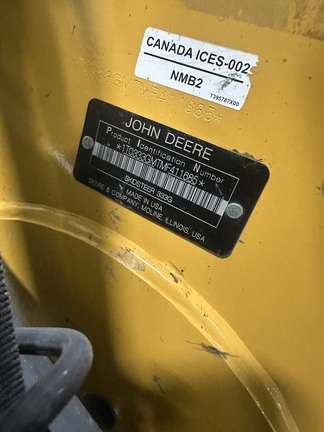 CANADA ICES-002
NMB2
T395787X00
JOHN DEERE
Product Identification Number
*1T0333GMTMF411685*
SKIDSTEER 333G
MADE IN USA
DEERE & COMPANY, MOLINE, ILLINOIS, USA